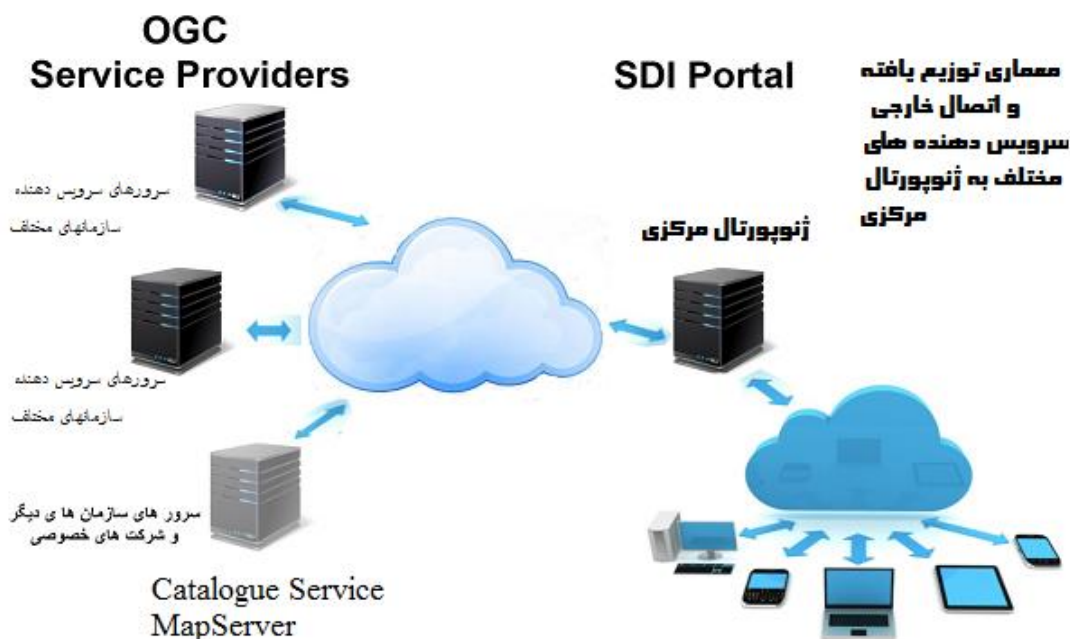 OGC
Service Providers
SDI Portal
معماری توزیع یافته
و اتصال خارجی
سرویس دهنده های
مختلف به ژئوپورتال
مرکزی
سرورهای سرویس دهنده
سازمانهای مختلف
ژئوپورتال مرکزی
سرورهای سرویس دهنده
سازمانهای مختلف
سرور های سازمان ها ی دیگر
و شرکت های خصوصی
Catalogue Service
MapServer